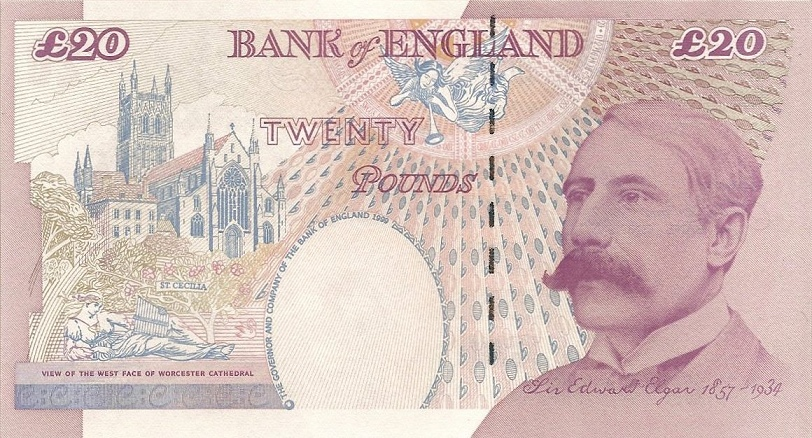 £20 BANK of ENGLAND £20
TWENTY
POUNDS
© THE GOVERNOR AND COMPANY OF THE BANK OF ENGLAND 1999
ST. CECILIA
VIEW OF THE WEST FACE OF WORCESTER CATHEDRAL
Sir Edward Elgar 1857-1934